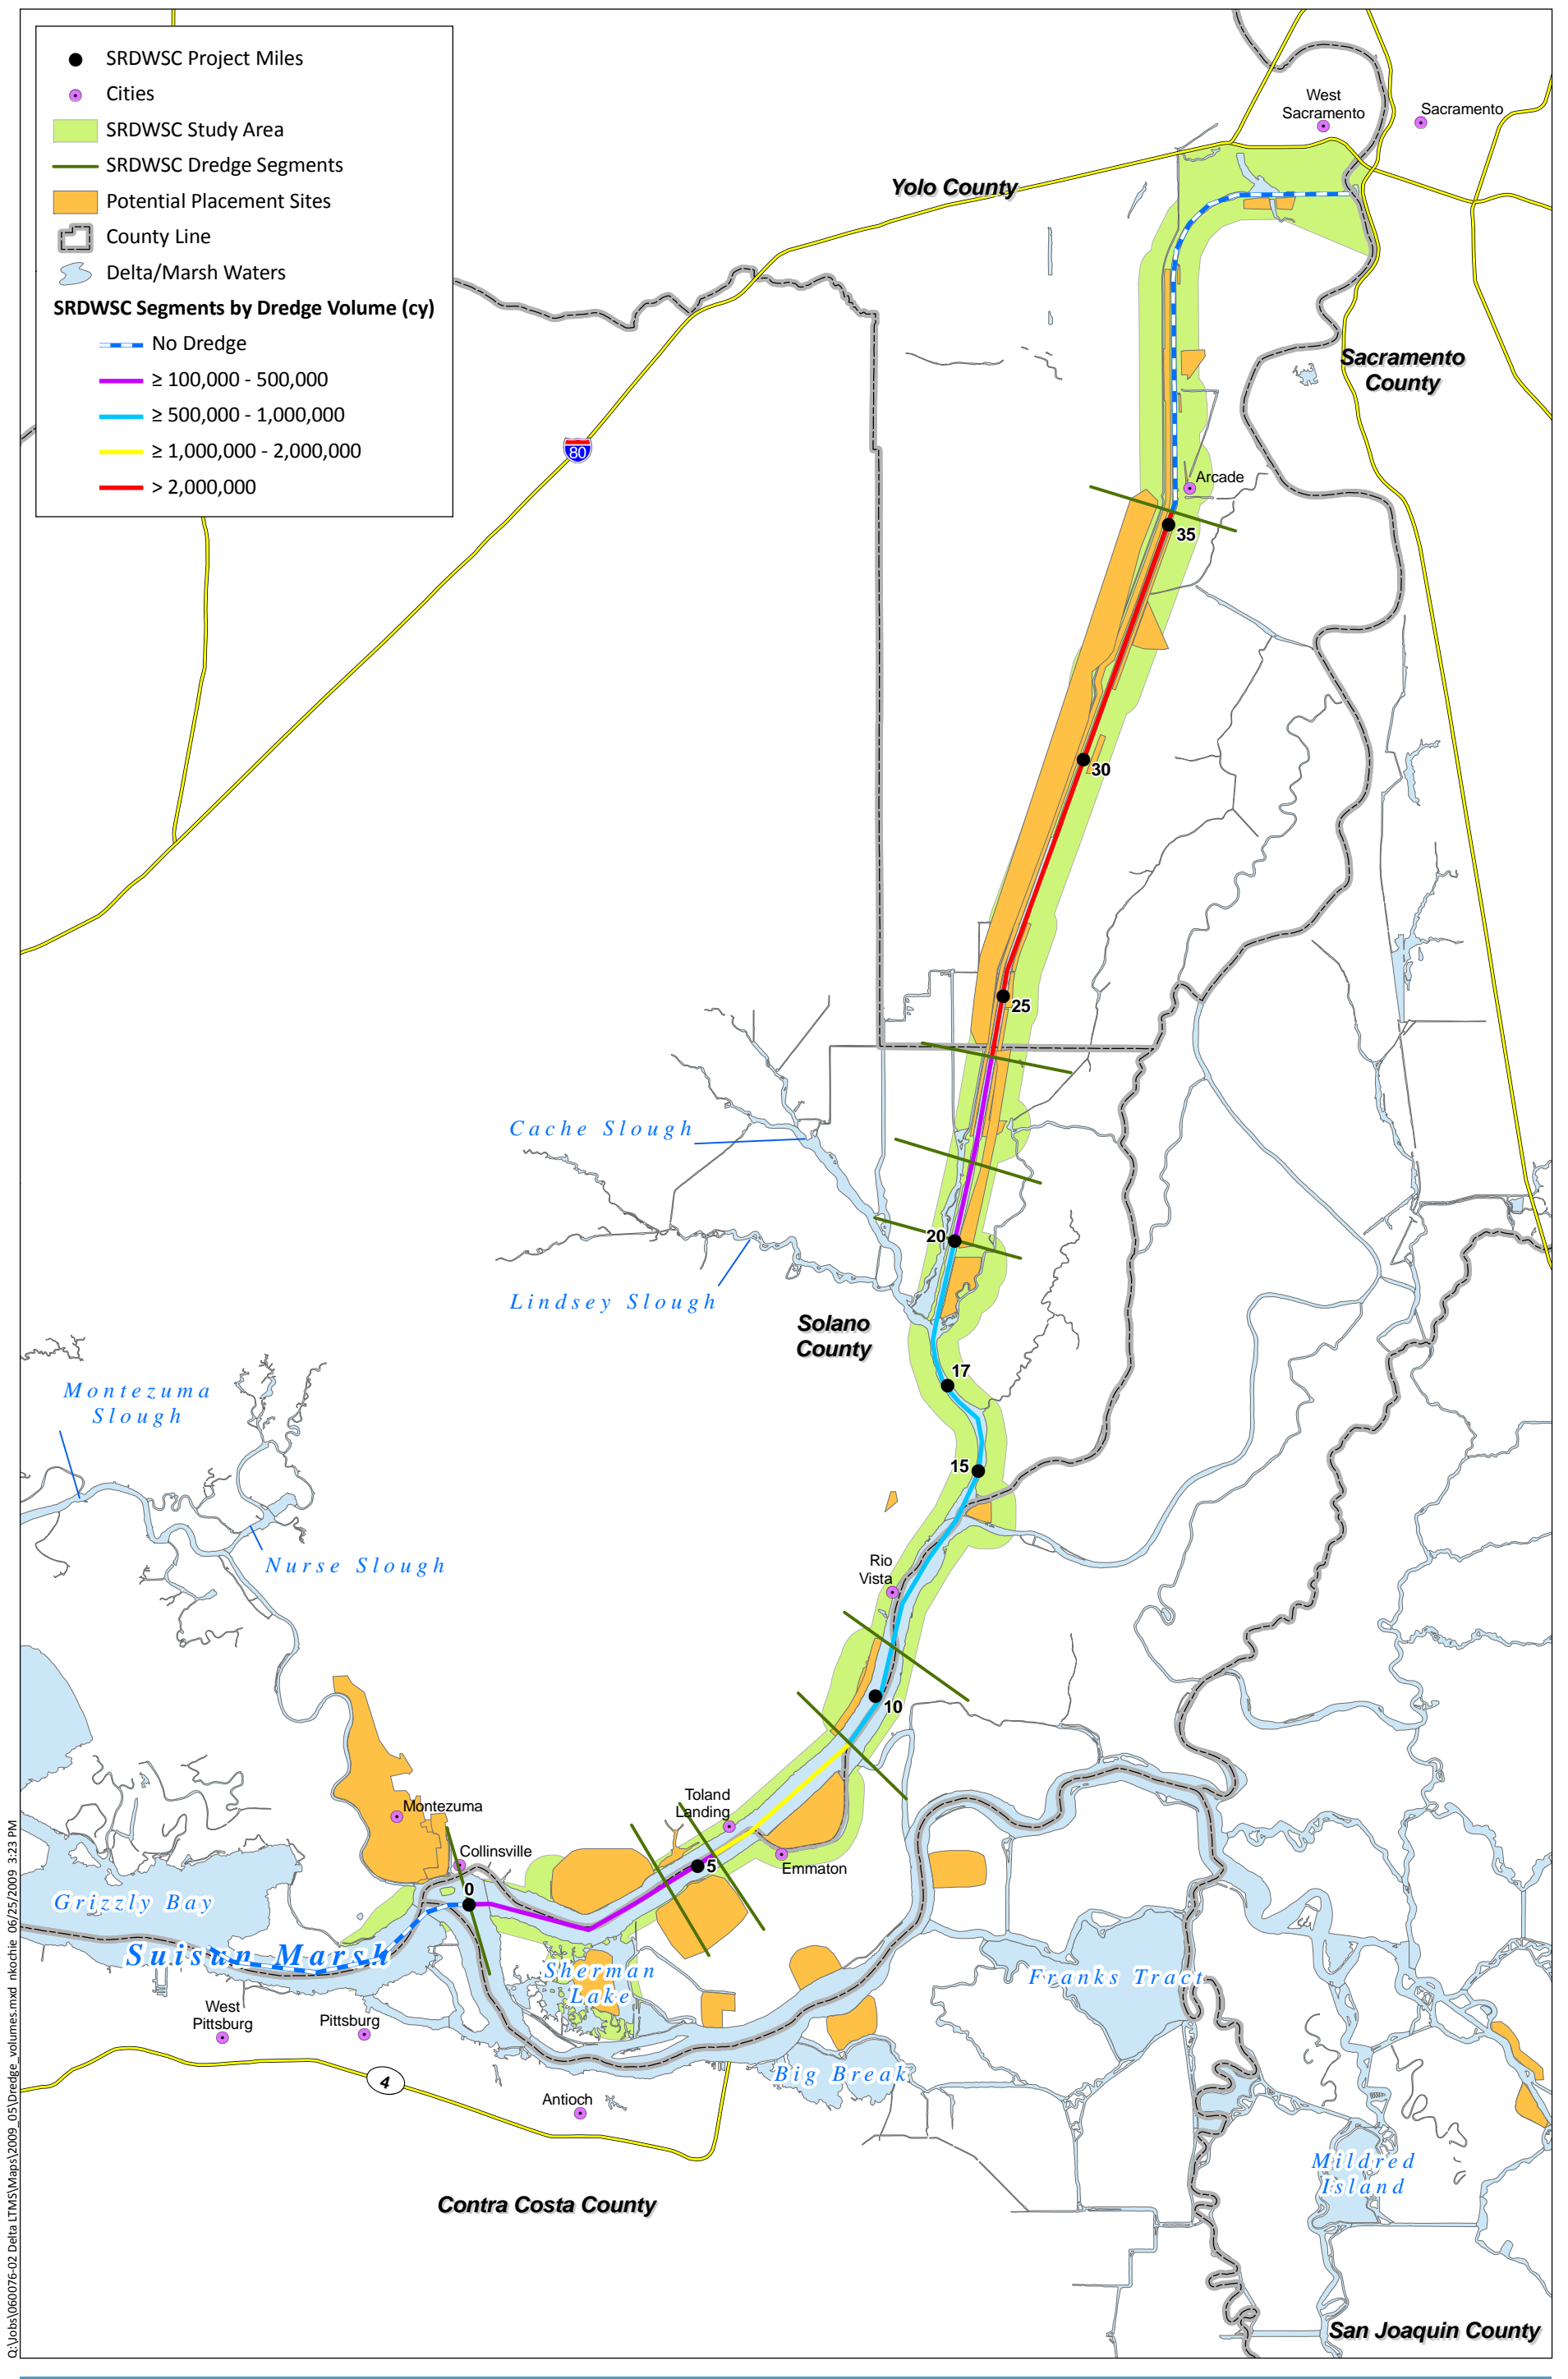 SRDWSC Project Miles
Cities
SRDWSC Study Area
SRDWSC Dredge Segments
Potential Placement Sites
County Line
Delta/Marsh Waters
SRDWSC Segments by Dredge Volume (cy)
No Dredge
≥ 100,000 - 500,000
≥ 500,000 - 1,000,000
≥ 1,000,000 - 2,000,000
> 2,000,000
West
Sacramento
Sacramento
Yolo County
Sacramento
County
80
Arcade
35
30
25
Cache Slough
20
Lindsey Slough
Solano
County
17
Montezuma
Slough
15
Nurse Slough
Rio
Vista
10
Toland
Landing
Montezuma
Collinsville
5
Emmaton
0
Grizzly Bay
Suisun Marsh
Sherman
Lake
Franks Tract
West
Pittsburg
Pittsburg
Big Break
4
Antioch
Mildred
Island
Contra Costa County
San Joaquin County
Q:\Jobs\060076-02 Delta LTMS\Maps\2009_05\Dredge_volumes.mxd nkochie 06/25/2009 3:23 PM